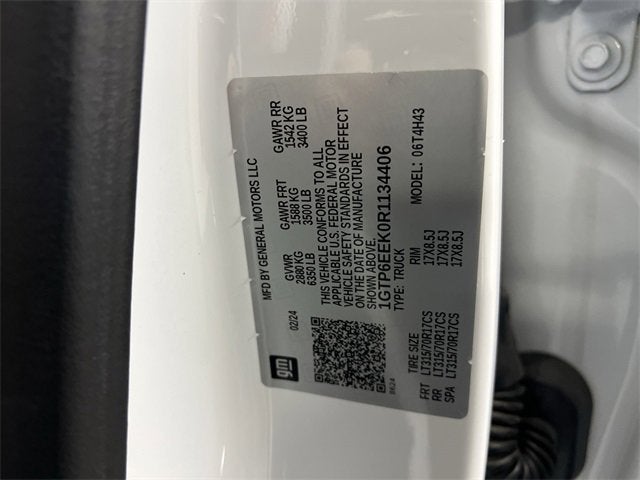 gm
MFD BY GENERAL MOTORS LLC
02/24
GVWR
2880 KG
6350 LB
GAWR FRT
1588 KG
3500 LB
GAWR RR
1542 KG
3400 LB
THIS VEHICLE CONFORMS TO ALL
APPLICABLE U.S. FEDERAL MOTOR
VEHICLE SAFETY STANDARDS IN EFFECT
ON THE DATE OF MANUFACTURE
SHOWN ABOVE.
1GTP6EEK0R1134406
TYPE: TRUCK
MODEL: 06T4H43
TIRE SIZE RIM
FRT LT315/70R17CS 17X8.5J
RR LT315/70R17CS 17X8.5J
SPA LT315/70R17CS 17X8.5J